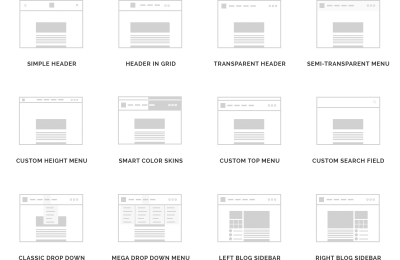 SIMPLE HEADER
HEADER IN GRID
TRANSPARENT HEADER
SEMI-TRANSPARENT MENU
CUSTOM HEIGHT MENU
SMART COLOR SKINS
CUSTOM TOP MENU
CUSTOM SEARCH FIELD
CLASSIC DROP DOWN
MEGA DROP DOWN MENU
LEFT BLOG SIDEBAR
RIGHT BLOG SIDEBAR